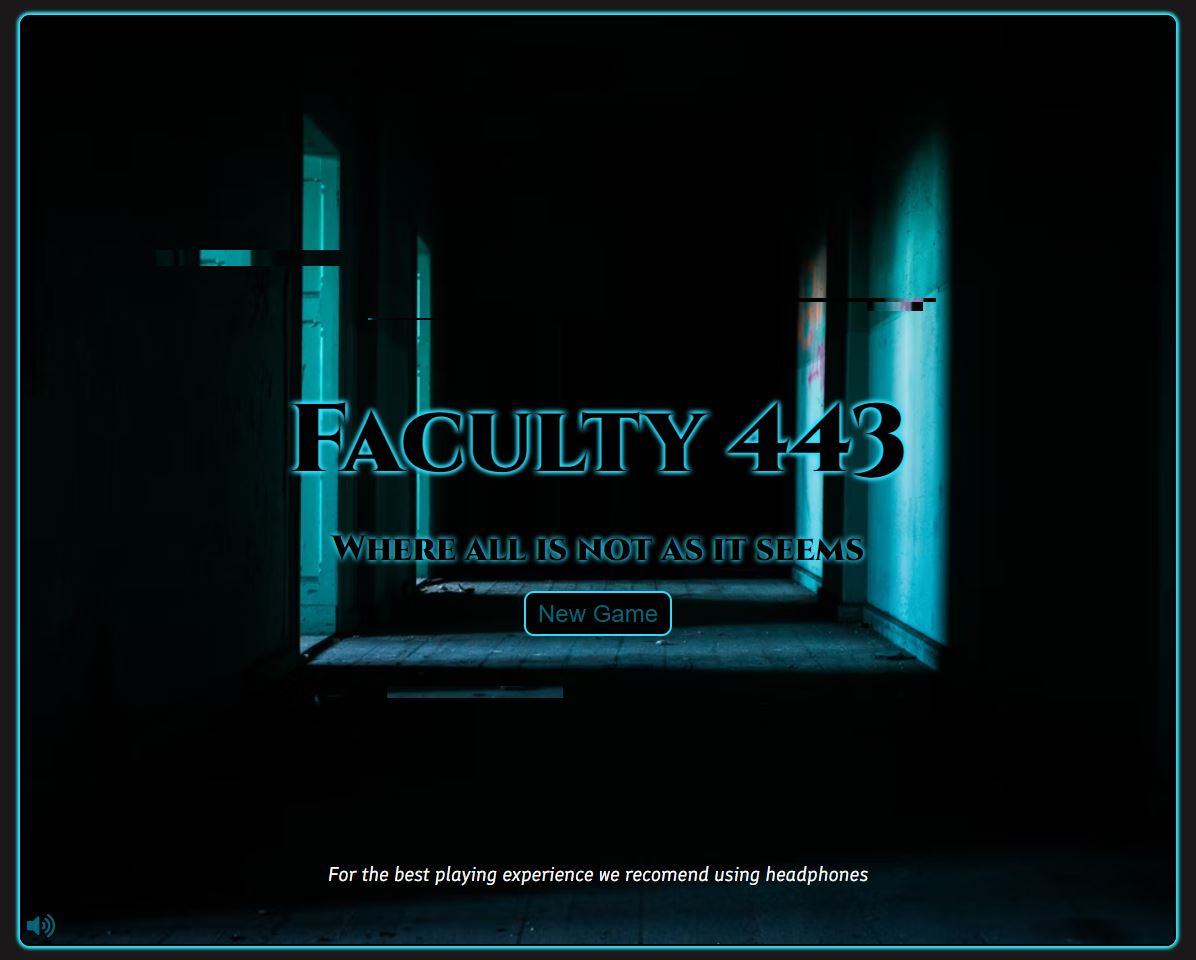 Faculty 443
Where all is not as it seems
New Game
For the best playing experience we recomend using headphones